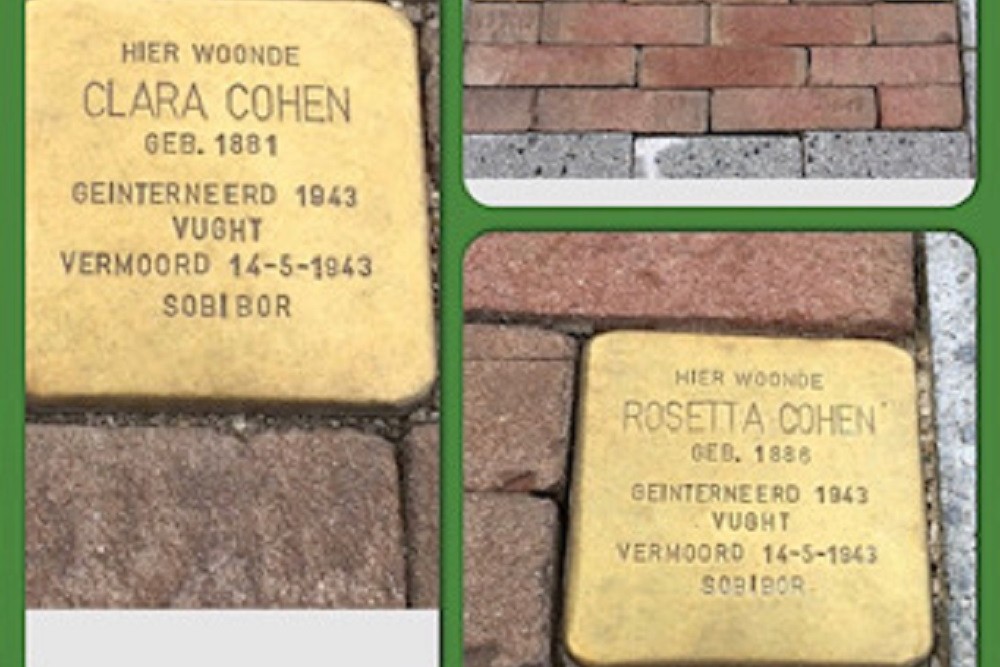 HIER WOONDE
CLARA COHEN
GEB. 1881
GEINTERNEERD 1943
VUGHT
VERMOORD 14-5-1943
SOBIBOR
HIER WOONDE
ROSETTA COHEN
GEB. 1886
GEINTERNEERD 1943
VUGHT
VERMOORD 14-5-1943
SOBIBOR